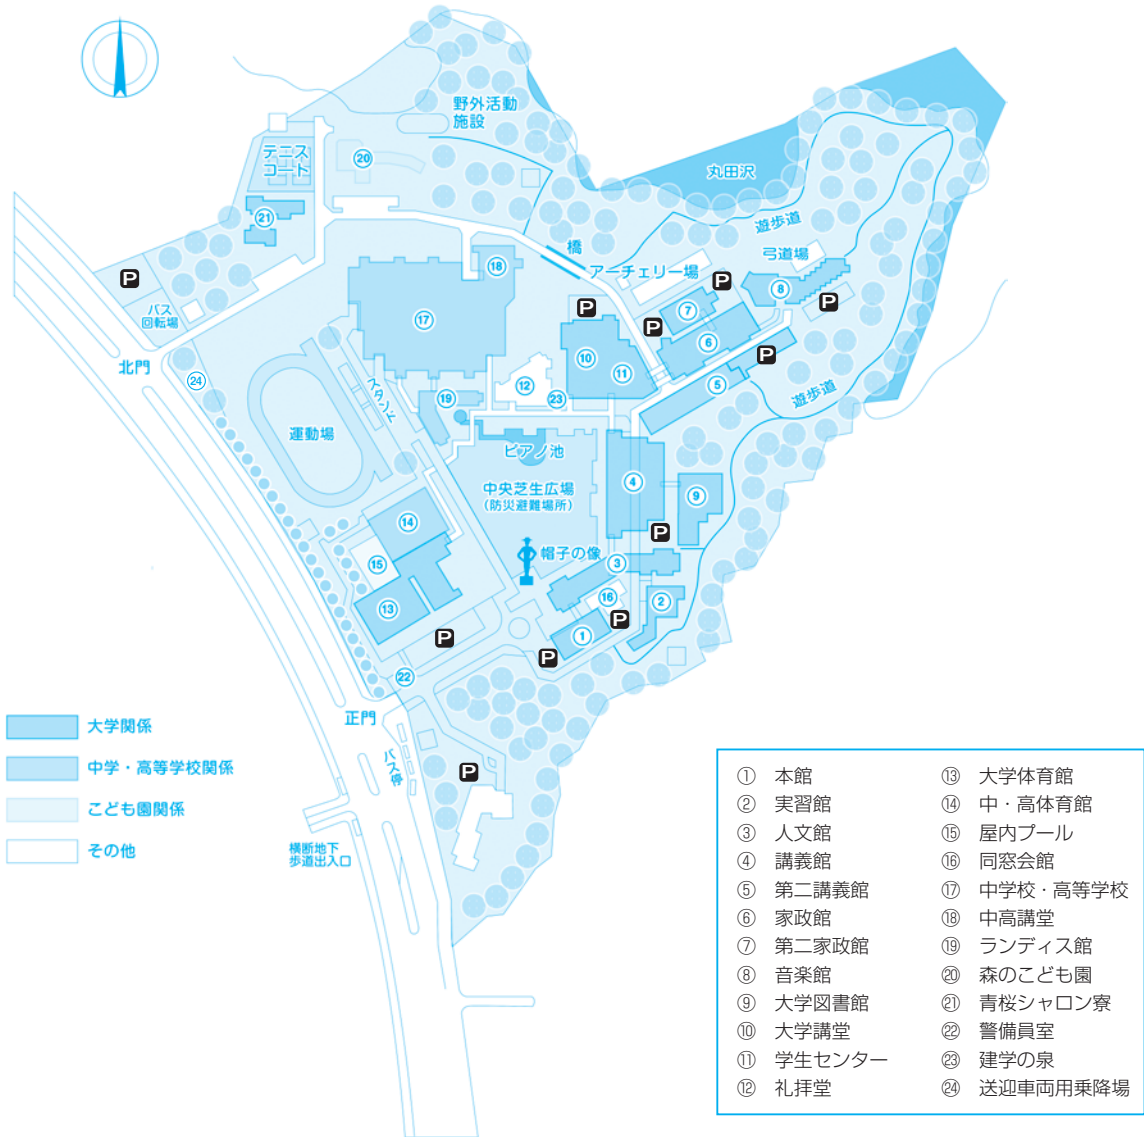 野外活動
施設
テニス
コート
⑳
㉑
丸田沢
遊歩道
橋
弓道場
アーチェリー場
⑱
⑧
P
P
P
P
P
バス
回転場
⑰
⑦
⑥
P
北門
⑩
⑪
⑤
㉔
スタンド
⑫
㉓
⑲
遊歩道
運動場
ピアノ池
中央芝生広場
(防災避難場所)
④
⑨
⑭
P
帽子の像
⑮
③
⑯
②
⑬
P
①
P
P
㉒
正門
バス停
P
大学関係
中学・高等学校関係
こども園関係
その他
横断地下
歩道出入口
① 本館
② 実習館
③ 人文館
④ 講義館
⑤ 第二講義館
⑥ 家政館
⑦ 第二家政館
⑧ 音楽館
⑨ 大学図書館
⑩ 大学講堂
⑪ 学生センター
⑫ 礼拝堂
⑬ 大学体育館
⑭ 中・高体育館
⑮ 屋内プール
⑯ 同窓会館
⑰ 中学校・高等学校
⑱ 中高講堂
⑲ ランディス館
⑳ 森のこども園
㉑ 青桜シャロン寮
㉒ 警備員室
㉓ 建学の泉
㉔ 送迎車両用乗降場